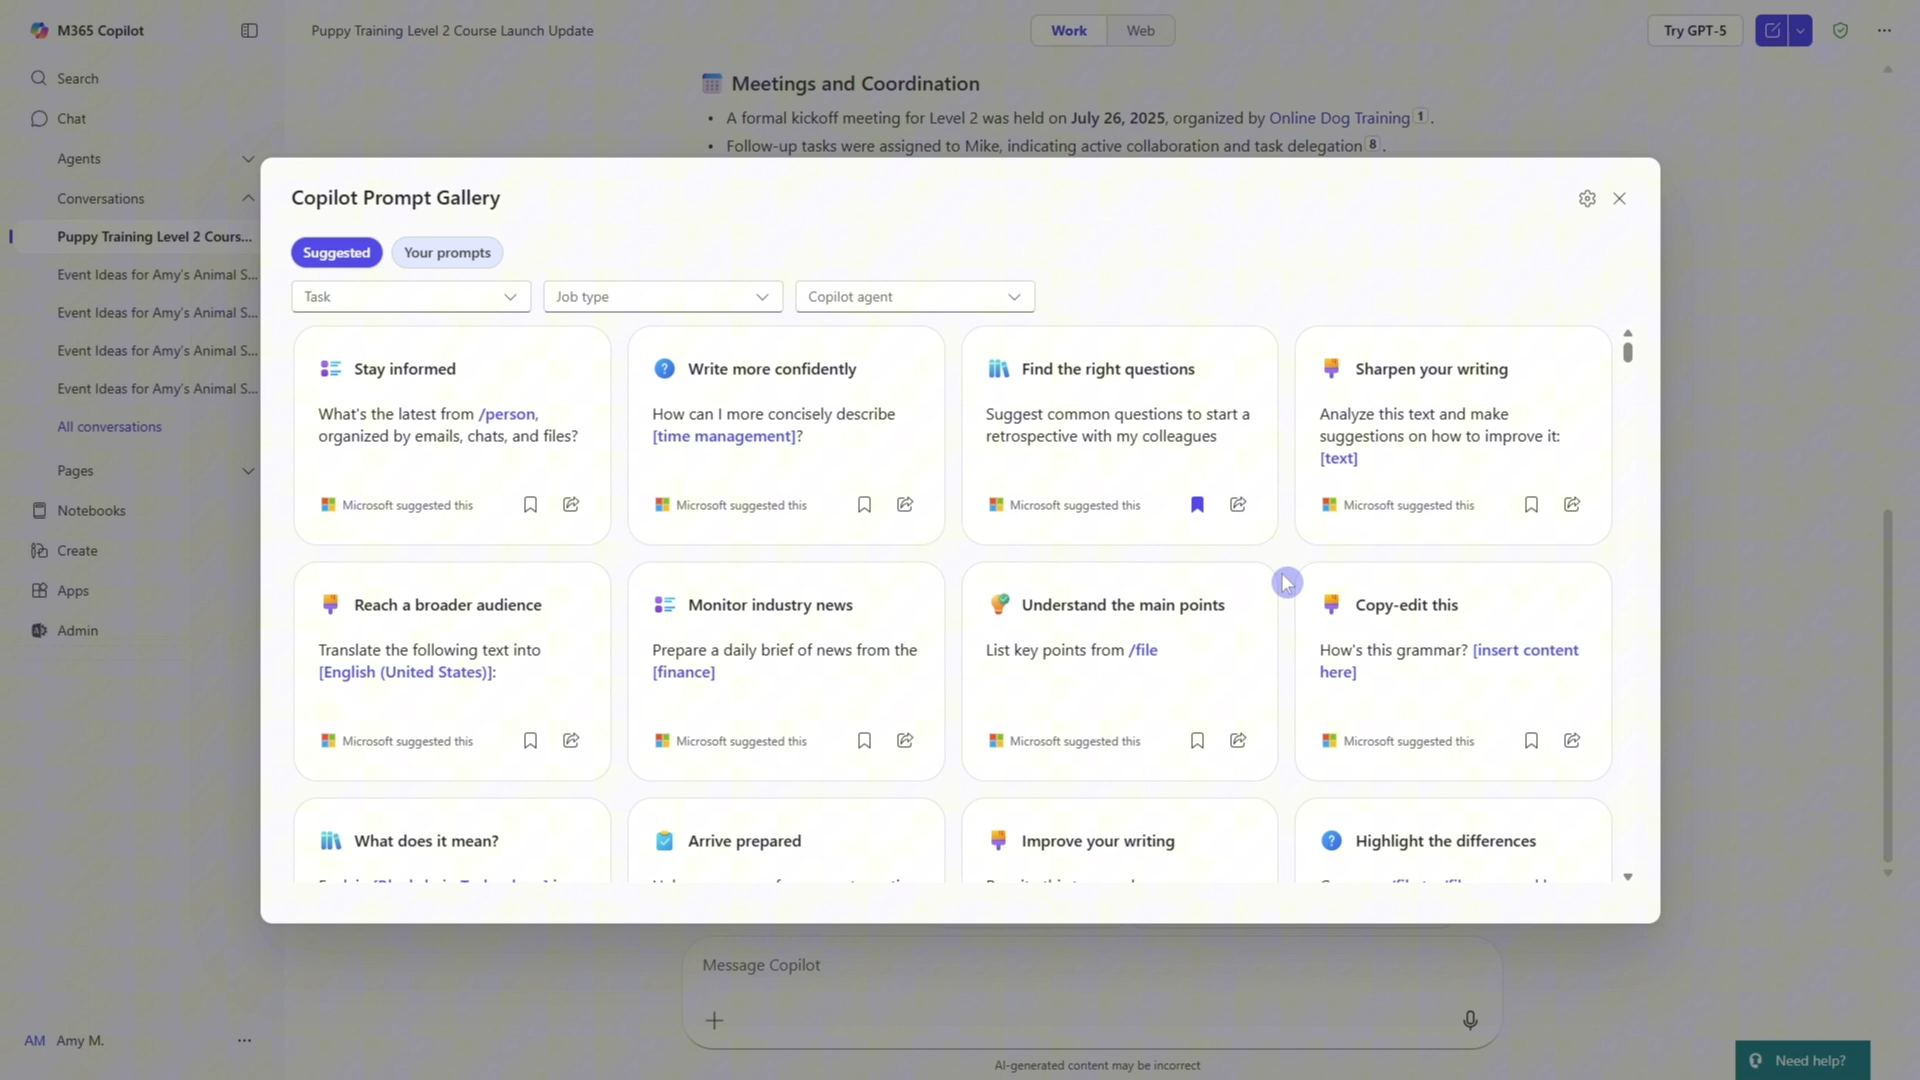 M365 Copilot
Puppy Training Level 2 Course Launch Update
Work
Web
Try GPT-5
Search
Chat
Agents
Conversations
Puppy Training Level 2 Cours...
Event Ideas for Amy's Animal S...
Event Ideas for Amy's Animal S...
Event Ideas for Amy's Animal S...
Event Ideas for Amy's Animal S...
All conversations
Pages
Notebooks
Create
Apps
Admin
AM Amy M.
Meetings and Coordination
• A formal kickoff meeting for Level 2 was held on July 26, 2025, organized by Online Dog Training 1 .
• Follow-up tasks were assigned to Mike, indicating active collaboration and task delegation 8 .
Copilot Prompt Gallery
Suggested
Your prompts
Task
Job type
Copilot agent
Stay informed
What's the latest from /person,
organized by emails, chats, and files?
Microsoft suggested this
Write more confidently
How can I more concisely describe
[time management]?
Microsoft suggested this
Find the right questions
Suggest common questions to start a
retrospective with my colleagues
Microsoft suggested this
Sharpen your writing
Analyze this text and make
suggestions on how to improve it:
[text]
Microsoft suggested this
Reach a broader audience
Translate the following text into
[English (United States)]:
Microsoft suggested this
Monitor industry news
Prepare a daily brief of news from the
[finance]
Microsoft suggested this
Understand the main points
List key points from /file
Microsoft suggested this
Copy-edit this
How's this grammar? [insert content
here]
Microsoft suggested this
What does it mean?
Arrive prepared
Improve your writing
Highlight the differences
Message Copilot
AI-generated content may be incorrect
Need help?